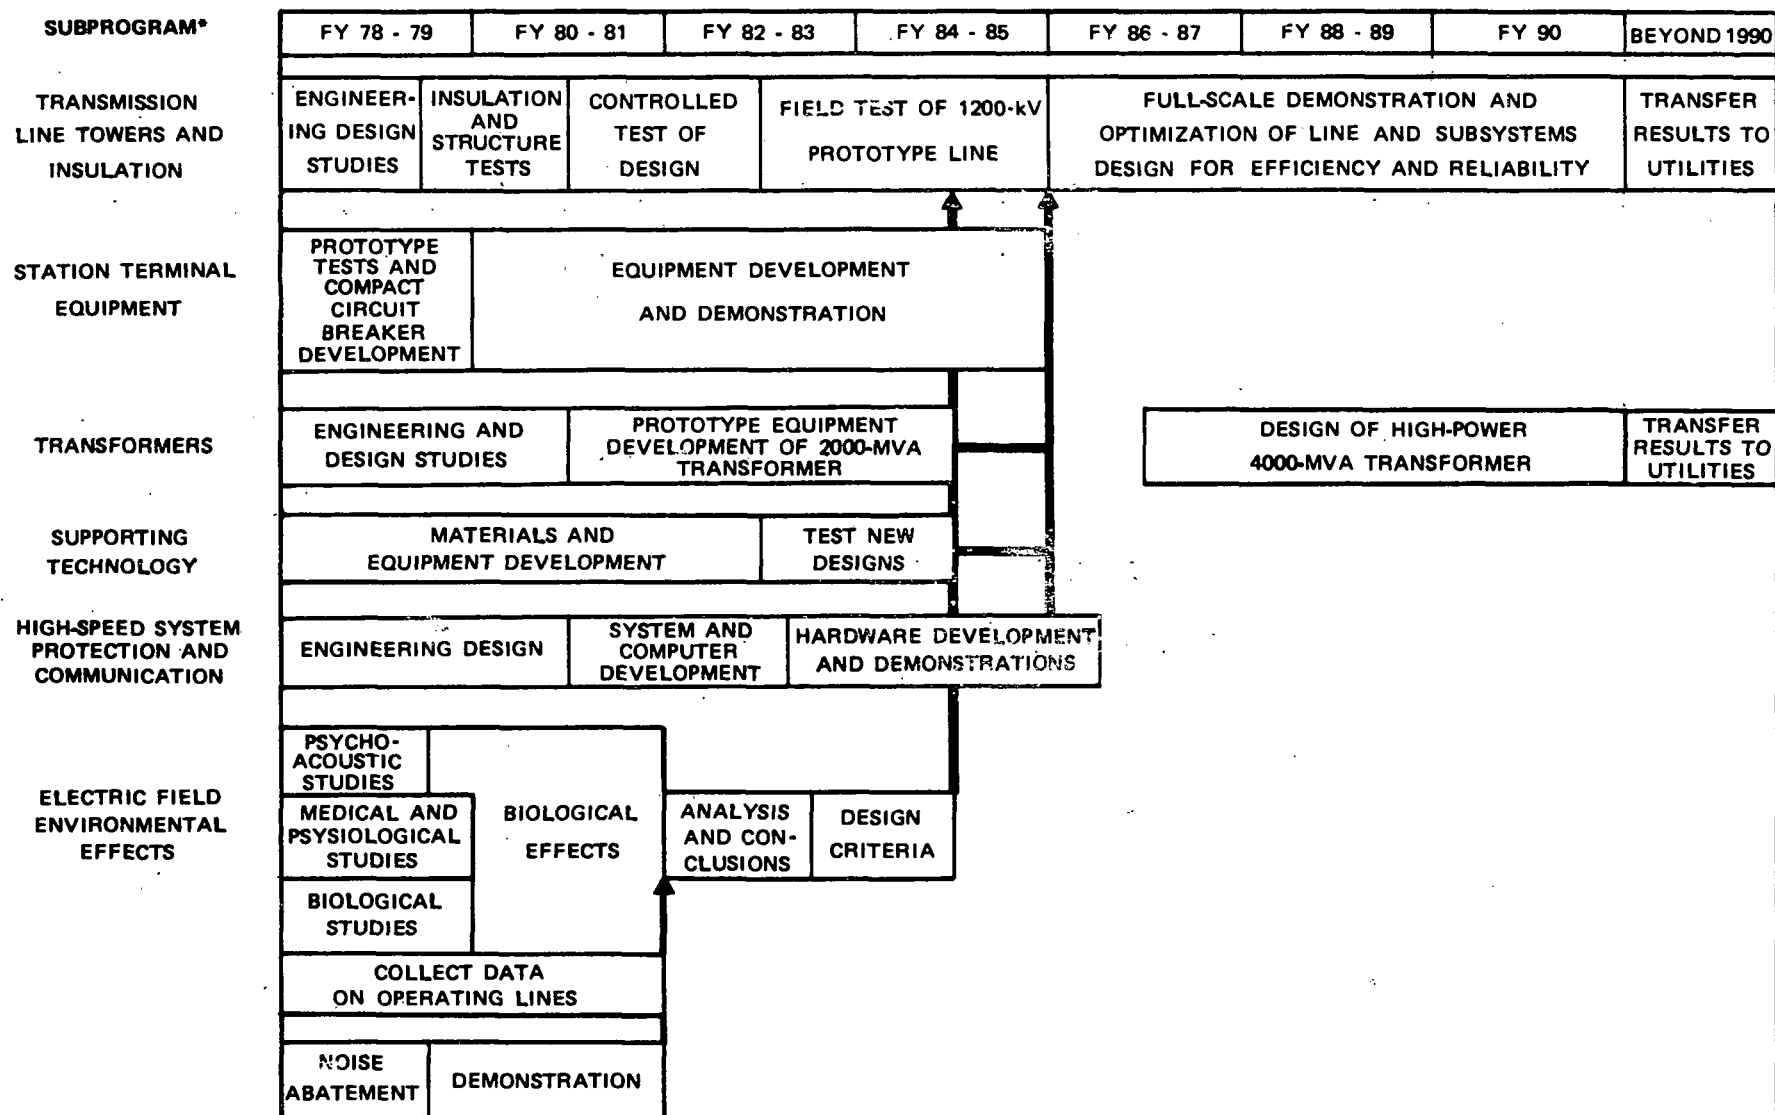 SUBPROGRAM*
FY 78 - 79
FY 80 - 81
FY 82 - 83
FY 84 - 85
FY 86 - 87
FY 88 - 89
FY 90
BEYOND 1990
TRANSMISSION
LINE TOWERS AND
INSULATION
ENGINEER-
ING DESIGN
STUDIES
INSULATION
AND
STRUCTURE
TESTS
CONTROLLED
TEST OF
DESIGN
FIELD TEST OF 1200-kV
PROTOTYPE LINE
FULL-SCALE DEMONSTRATION AND
OPTIMIZATION OF LINE AND SUBSYSTEMS
DESIGN FOR EFFICIENCY AND RELIABILITY
TRANSFER
RESULTS TO
UTILITIES
STATION TERMINAL
EQUIPMENT
PROTOTYPE
TESTS AND
COMPACT
CIRCUIT
BREAKER
DEVELOPMENT
EQUIPMENT DEVELOPMENT
AND DEMONSTRATION
TRANSFORMERS
ENGINEERING AND
DESIGN STUDIES
PROTOTYPE EQUIPMENT
DEVELOPMENT OF 2000-MVA
TRANSFORMER
DESIGN OF HIGH-POWER
4000-MVA TRANSFORMER
TRANSFER
RESULTS TO
UTILITIES
SUPPORTING
TECHNOLOGY
MATERIALS AND
EQUIPMENT DEVELOPMENT
TEST NEW
DESIGNS
HIGH-SPEED SYSTEM
PROTECTION AND
COMMUNICATION
ENGINEERING DESIGN
SYSTEM AND
COMPUTER
DEVELOPMENT
HARDWARE DEVELOPMENT
AND DEMONSTRATIONS
ELECTRIC FIELD
ENVIRONMENTAL
EFFECTS
PSYCHO-
ACOUSTIC
STUDIES
MEDICAL AND
PSYSIOLOGICAL
STUDIES
BIOLOGICAL
STUDIES
BIOLOGICAL
EFFECTS
ANALYSIS
AND CON-
CLUSIONS
DESIGN
CRITERIA
COLLECT DATA
ON OPERATING LINES
NOISE
ABATEMENT
DEMONSTRATION